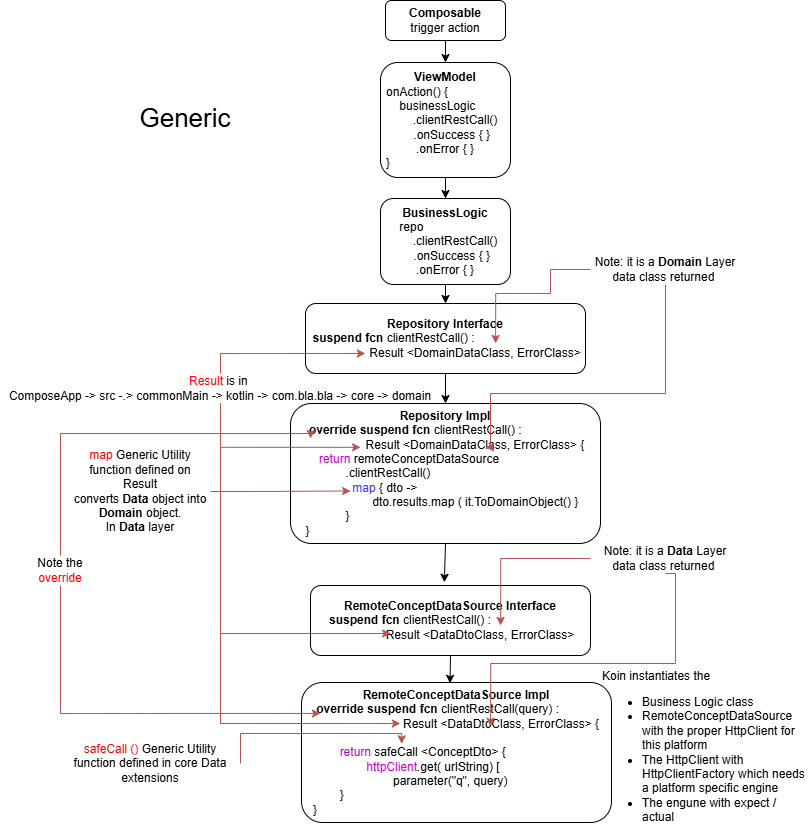 Composable
trigger action
ViewModel
onAction() {
businessLogic
.clientRestCall()
.onSuccess { }
.onError { }
}
Generic
BusinessLogic
repo
.clientRestCall()
.onSuccess { }
.onError { }
Note: it is a Domain Layer
data class returned
Repository Interface
suspend fcn clientRestCall() :
Result <DomainDataClass, ErrorClass>
Result is in
ComposeApp -> src -.> commonMain -> kotlin -> com.bla.bla -> core -> domain
Repository Impl
override suspend fcn clientRestCall() :
Result <DomainDataClass, ErrorClass> {
return remoteConceptDataSource
.clientRestCall()
map { dto ->
dto.results.map ( it.ToDomainObject() }
}
}
map Generic Utility
function defined on
Result
converts Data object into
Domain object.
In Data layer
Note the
override
Note: it is a Data Layer
data class returned
RemoteConceptDataSource Interface
suspend fcn clientRestCall() :
Result <DataDtoClass, ErrorClass>
RemoteConceptDataSource Impl
override suspend fcn clientRestCall(query) :
Result <DataDtoClass, ErrorClass> {
return safeCall <ConceptDto> {
httpClient.get( urlString) [
parameter("q", query)
}
}
safeCall () Generic Utility
function defined in core Data
extensions
Koin instantiates the
• Business Logic class
• RemoteConceptDataSource
with the proper HttpClient for
this platform
• The HttpClient with
HttpClientFactory which needs
a platform specific engine
• The engune with expect /
actual